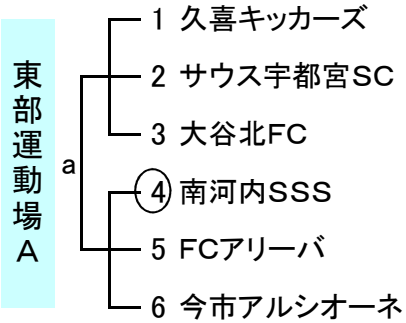 東部運動場A
a
1 久喜キッカーズ
2 サウス宇都宮SC
3 大谷北FC
4 南河内SSS
5 FCアリーバ
6 今市アルシオーネ